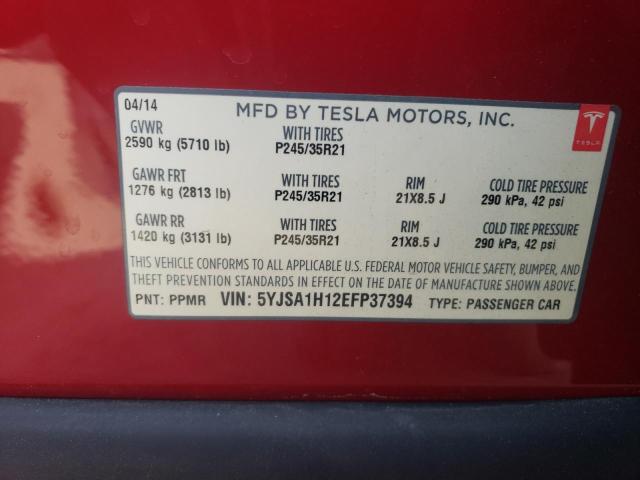 04/14 MFD BY TESLA MOTORS, INC.
GVWR WITH TIRES
2590 kg (5710 lb) P245/35R21
TESLA
GAWR FRT WITH TIRES RIM COLD TIRE PRESSURE
1276 kg (2813 lb) P245/35R21 21X8.5 J 290 kPa, 42 psi
GAWR RR WITH TIRES RIM COLD TIRE PRESSURE
1420 kg (3131 lb) P245/35R21 21X8.5 J 290 kPa, 42 psi
THIS VEHICLE CONFORMS TO ALL APPLICABLE U.S. FEDERAL MOTOR VEHICLE SAFETY, BUMPER, AND
THEFT PREVENTION STANDARDS IN EFFECT ON THE DATE OF MANUFACTURE SHOWN ABOVE.
PNT: PPMR VIN: 5YJSA1H12EFP37394 TYPE: PASSENGER CAR